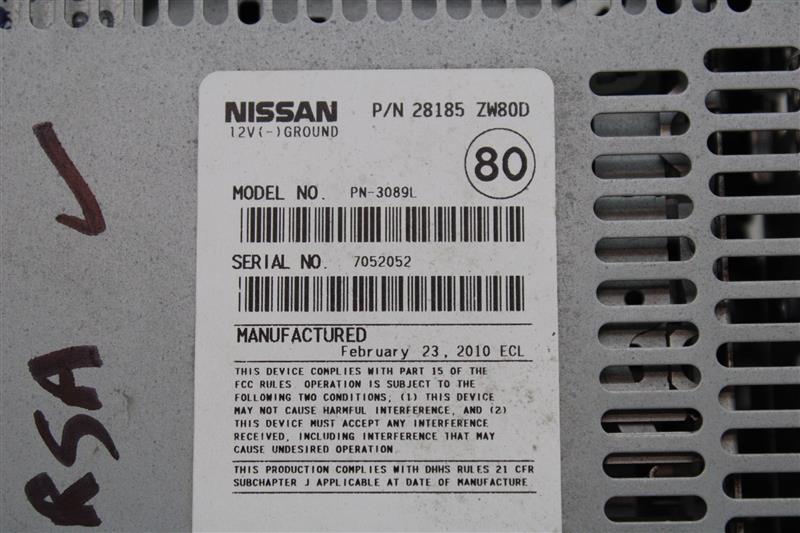 NISSAN P/N 28185 ZW80D
12V(-)GROUND
80
MODEL NO. PN-3089L
SERIAL NO. 7052052
MANUFACTURED
February 23, 2010 ECL
THIS DEVICE COMPLIES WITH PART 15 OF THE
FCC RULES OPERATION IS SUBJECT TO THE
FOLLOWING TWO CONDITIONS; (1) THIS DEVICE
MAY NOT CAUSE HARMFUL INTERFERENCE, AND (2)
THIS DEVICE MUST ACCEPT ANY INTERFERENCE
RECEIVED, INCLUDING INTERFERENCE THAT MAY
CAUSE UNDESIRED OPERATION
THIS PRODUCTION COMPLIES WITH DHHS RULES 21 CFR
SUBCHAPTER J APPLICABLE AT DATE OF MANUFACTURE
RSA